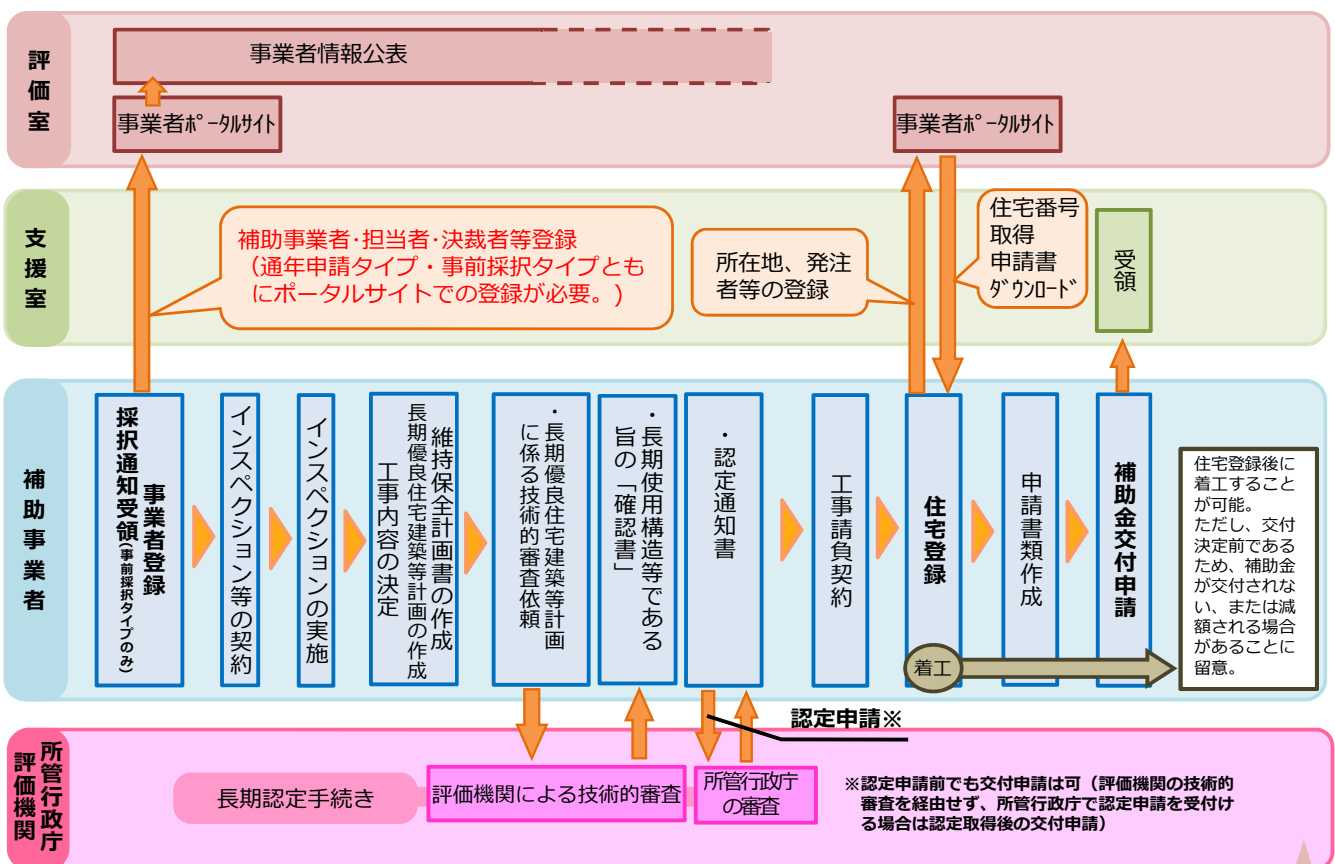 評価室
事業者情報公表
事業者ﾎﾟｰﾀﾙｻｲﾄ
事業者ﾎﾟｰﾀﾙｻｲﾄ
支援室
補助事業者･担当者･決裁者等登録
（通年申請タイプ・事前採択タイプとも
にポータルサイトでの登録が必要。)
所在地、発注
者等の登録
住宅番号
取得
申請書
ﾀﾞｳﾝﾛｰﾄﾞ
受領
補助事業者
事業者登録
採択通知受領(事前採択タイプのみ)
インスペクション等の契約
インスペクションの実施
維持保全計画書の作成
長期優良住宅建築等計画の作成
工事内容の決定
・長期優良住宅建築等計画
に係る技術的審査依頼
・長期使用構造等である
旨の「確認書」
・認定通知書
工事請負契約
住宅登録
着工
申請書類作成
補助金交付申請
住宅登録後に
着工すること
が可能。
ただし、交付
決定前である
ため、補助金
が交付されな
い、または減
額される場合
があることに
留意。
認定申請※
所管行政庁
評価機関
長期認定手続き
評価機関による技術的審査
所管行政庁
の審査
※認定申請前でも交付申請は可（評価機関の技術的
審査を経由せず、所管行政庁で認定申請を受付け
る場合は認定取得後の交付申請）